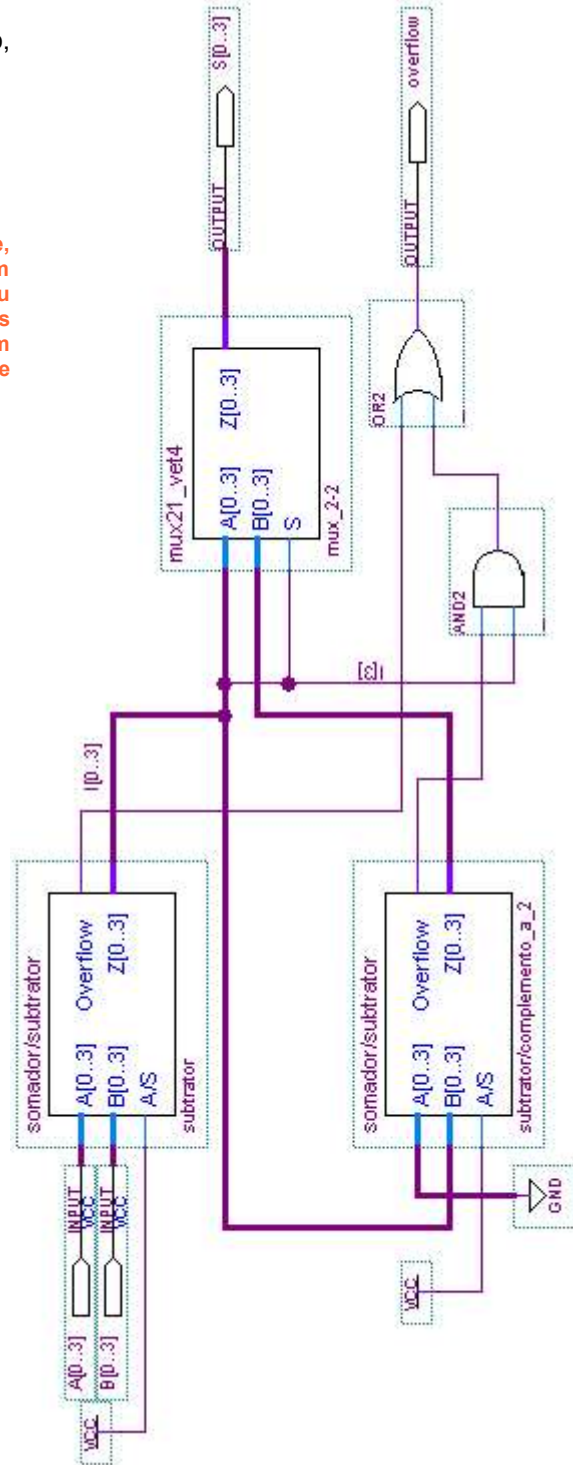 o,
e,
m
u
s
m
e
A[0..3]
INPUT
VCC
B[0..3]
INPUT
VCC
VCC
somador/subtrator
A[0..3]
Overflow
B[0..3]
Z[0..3]
A/S
subtrator
I[0..3]
mux21_vet4
A[0..3]
Z[0..3]
B[0..3]
S
mux_2-2
OUTPUT
S[0..3]
VCC
GND
somador/subtrator
A[0..3]
Overflow
B[0..3]
Z[0..3]
A/S
subtrator/complemento_a_2
I[3]
AND2
OR2
OUTPUT
overflow